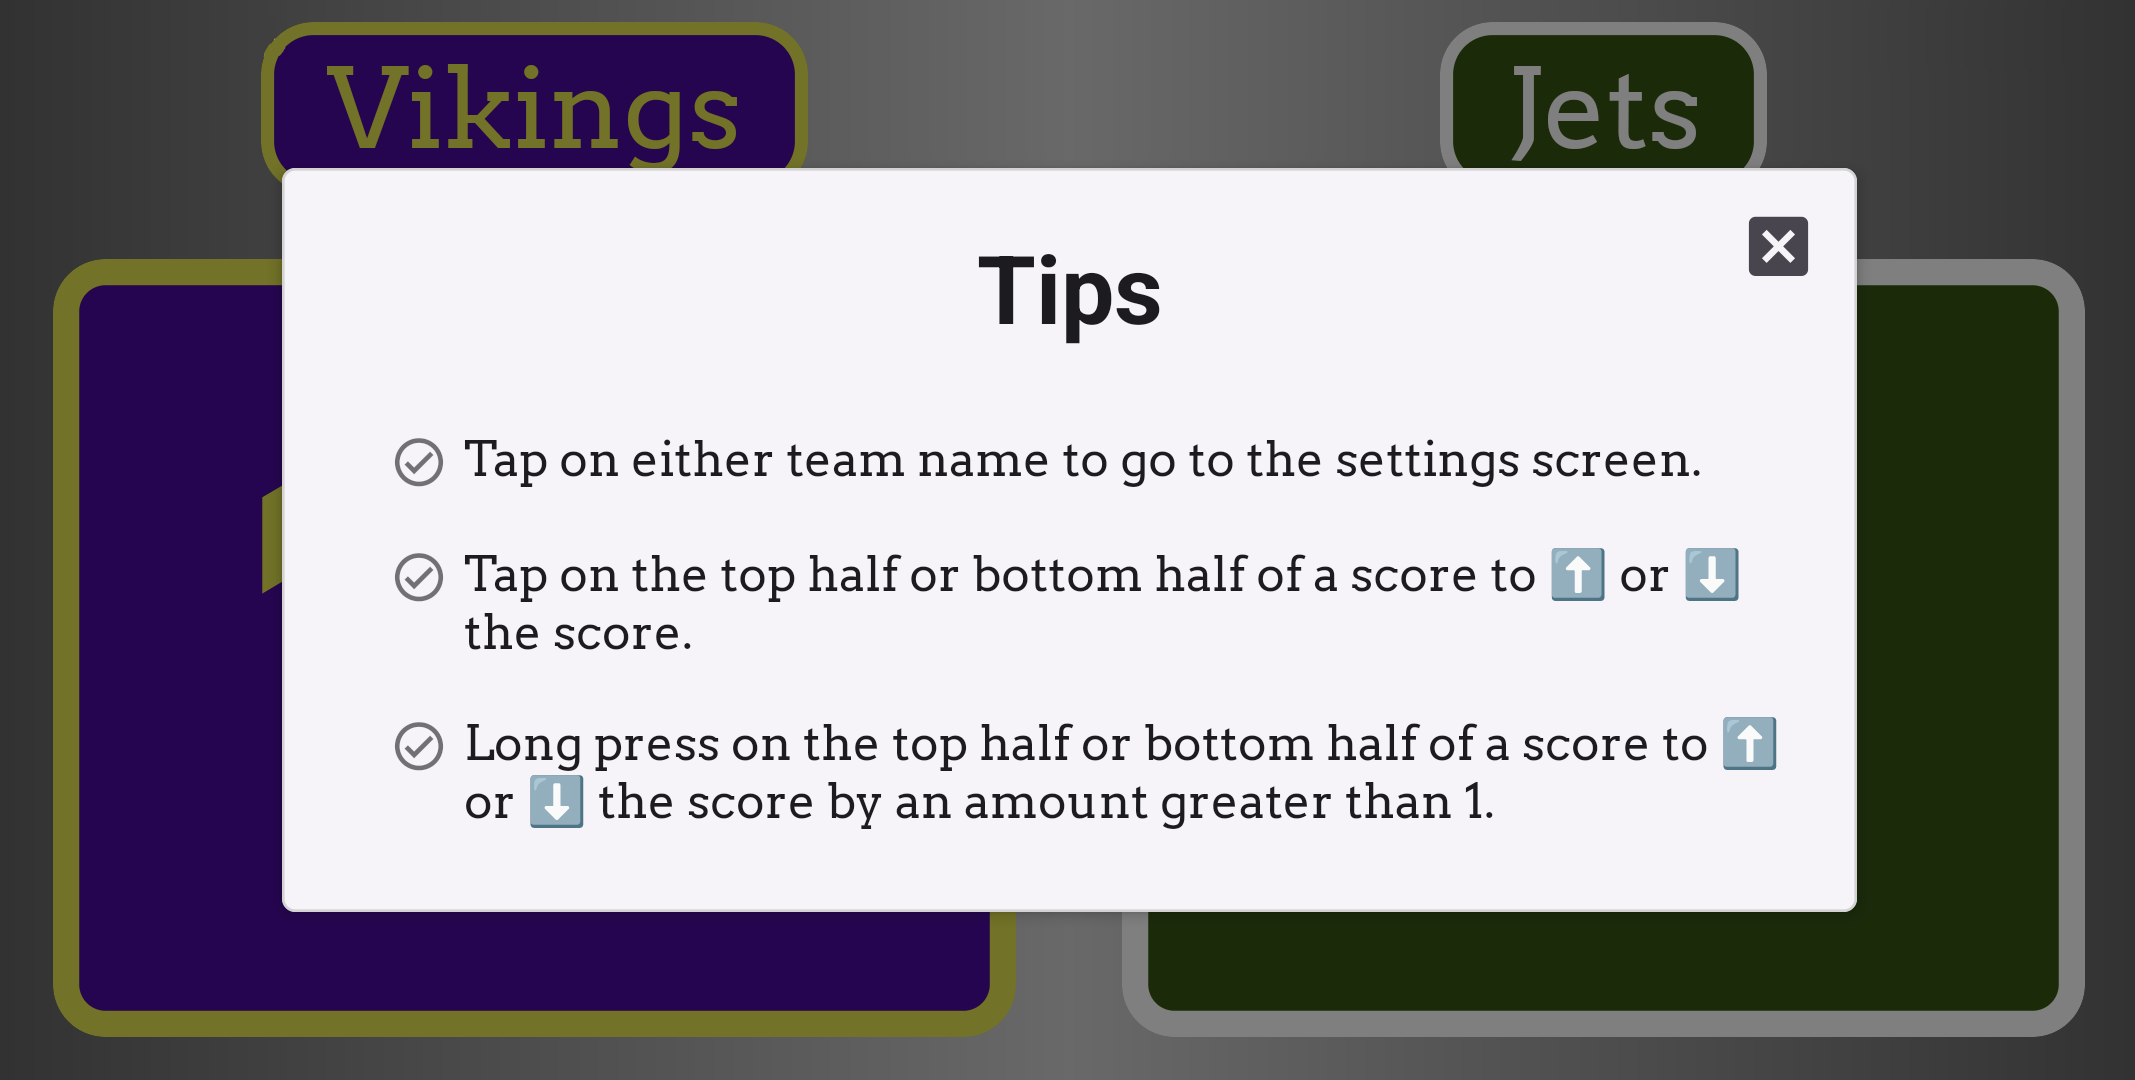 Vikings
Jets
Tips
Tap on either team name to go to the settings screen.
Tap on the top half or bottom half of a score to ⬆️ or ⬇️
the score.
Long press on the top half or bottom half of a score to ⬆️
or ⬇️ the score by an amount greater than 1.